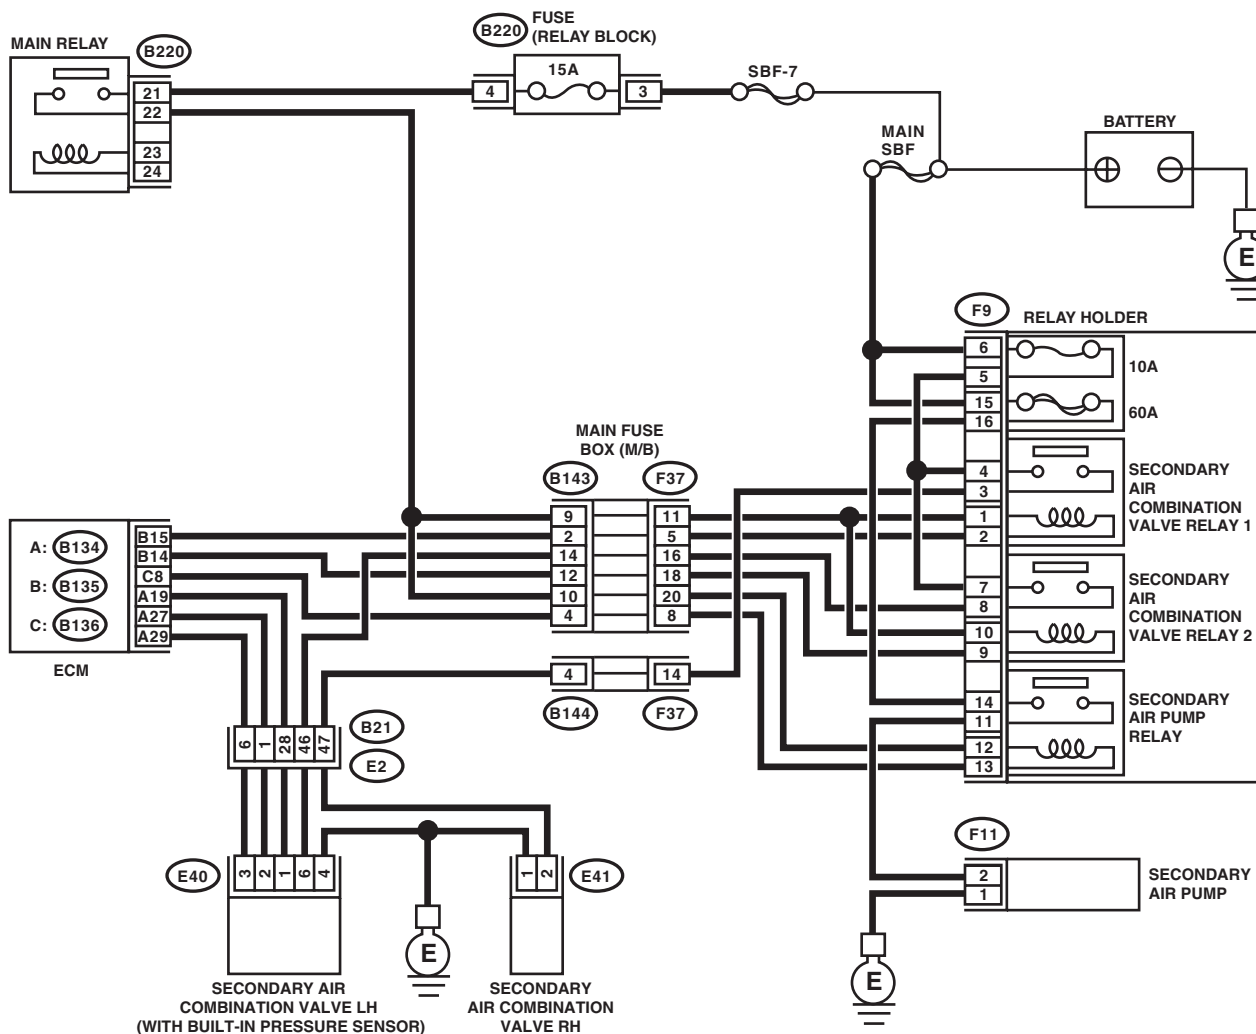 B220
FUSE
(RELAY BLOCK)
MAIN RELAY
B220
15A
SBF-7
21
22
23
24
4
3
MAIN
SBF
BATTERY
E
F9
RELAY HOLDER
6
5
15
16
10A
60A
4
3
1
2
SECONDARY
AIR
COMBINATION
VALVE RELAY 1
7
8
10
9
SECONDARY
AIR
COMBINATION
VALVE RELAY 2
14
11
12
13
SECONDARY
AIR PUMP
RELAY
MAIN FUSE
BOX (M/B)
B143
F37
9
11
2
5
14
16
12
18
10
20
4
8
4
14
B144
F37
A: B134
B: B135
C: B136
B15
B14
C8
A19
A27
A29
ECM
6
1
28
46
47
B21
E2
E40
3
2
1
6
4
1
2
E41
E
SECONDARY AIR
COMBINATION VALVE LH
(WITH BUILT-IN PRESSURE SENSOR)
SECONDARY
AIR COMBINATION
VALVE RH
F11
2
1
SECONDARY
AIR PUMP
E